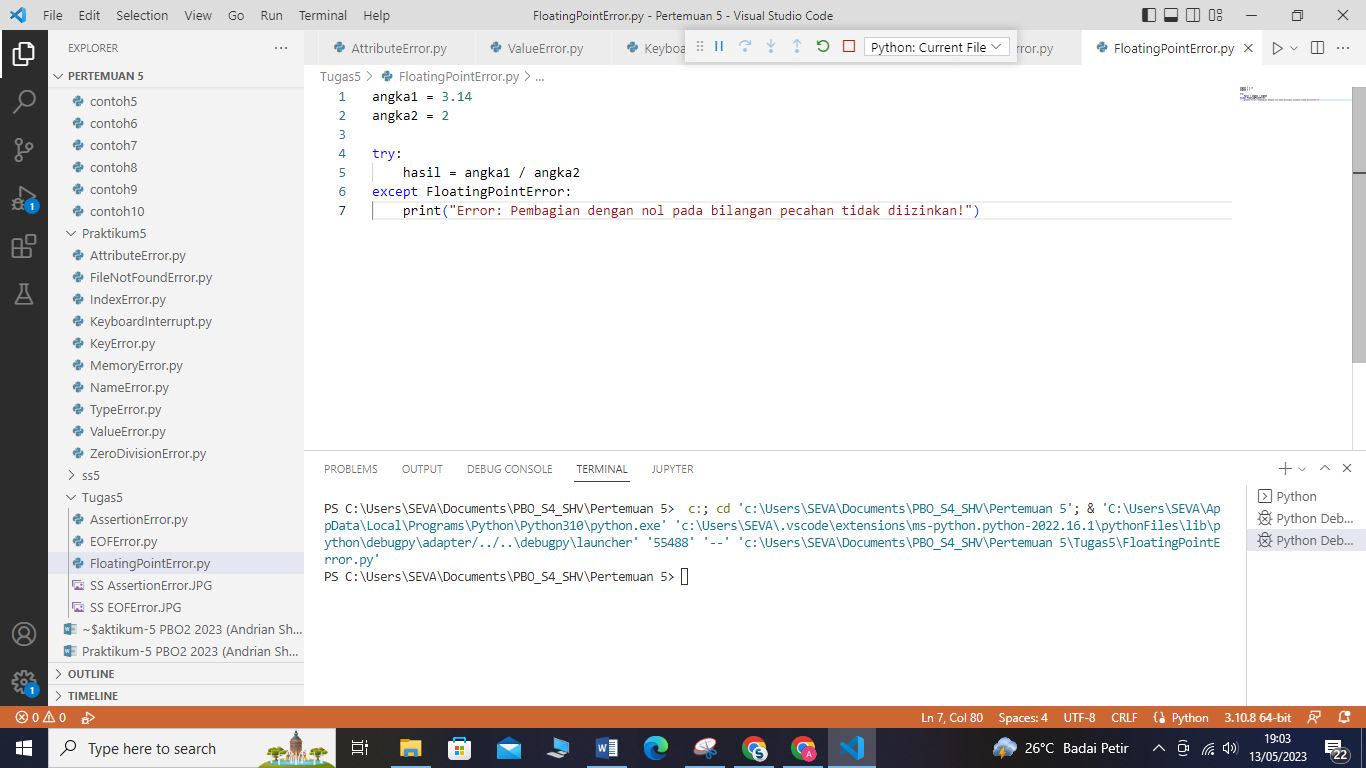 File Edit Selection View Go Run Terminal Help FloatingPointError.py - Pertemuan 5 - Visual Studio Code
EXPLORER
PERTEMUAN 5
contoh5
contoh6
contoh7
contoh8
contoh9
contoh10
Praktikum5
AttributeError.py
FileNotFoundError.py
IndexError.py
KeyboardInterrupt.py
KeyError.py
MemoryError.py
NameError.py
TypeError.py
ValueError.py
ZeroDivisionError.py
ss5
Tugas5
AssertionError.py
EOFError.py
FloatingPointError.py
SS AssertionError.JPG
SS EOFError.JPG
~$aktikum-5 PBO2 2023 (Andrian Sh...
Praktikum-5 PBO2 2023 (Andrian Sh...
OUTLINE
TIMELINE
1
1
AttributeError.py ValueError.py Keyboa Python: Current File rror.py FloatingPointError.py
Tugas5 > FloatingPointError.py > ...
1 angka1 = 3.14
2 angka2 = 2
3
4 try:
5 hasil = angka1 / angka2
6 except FloatingPointError:
7 print("Error: Pembagian dengan nol pada bilangan pecahan tidak diizinkan!")
PROBLEMS OUTPUT DEBUG CONSOLE TERMINAL JUPYTER
PS C:\Users\SEVA\Documents\PBO_S4_SHV\Pertemuan 5> c:; cd 'c:\Users\SEVA\Documents\PBO_S4_SHV\Pertemuan 5'; & 'C:\Users\SEVA\Ap
pData\Local\Programs\Python\Python310\python.exe' 'c:\Users\SEVA\.vscode\extensions\ms-python.python-2022.16.1\pythonFiles\lib\p
ython\debugpy\adapter/../..\debugpy\launcher' '55488' '--' 'c:\Users\SEVA\Documents\PBO_S4_SHV\Pertemuan 5\Tugas5\FloatingPointE
rror.py'
PS C:\Users\SEVA\Documents\PBO_S4_SHV\Pertemuan 5>
Python
Python Deb...
Python Deb...
0 0 Ln 7, Col 80 Spaces: 4 UTF-8 CRLF Python 3.10.8 64-bit
Type here to search 26°C Badai Petir 19:03
13/05/2023 22